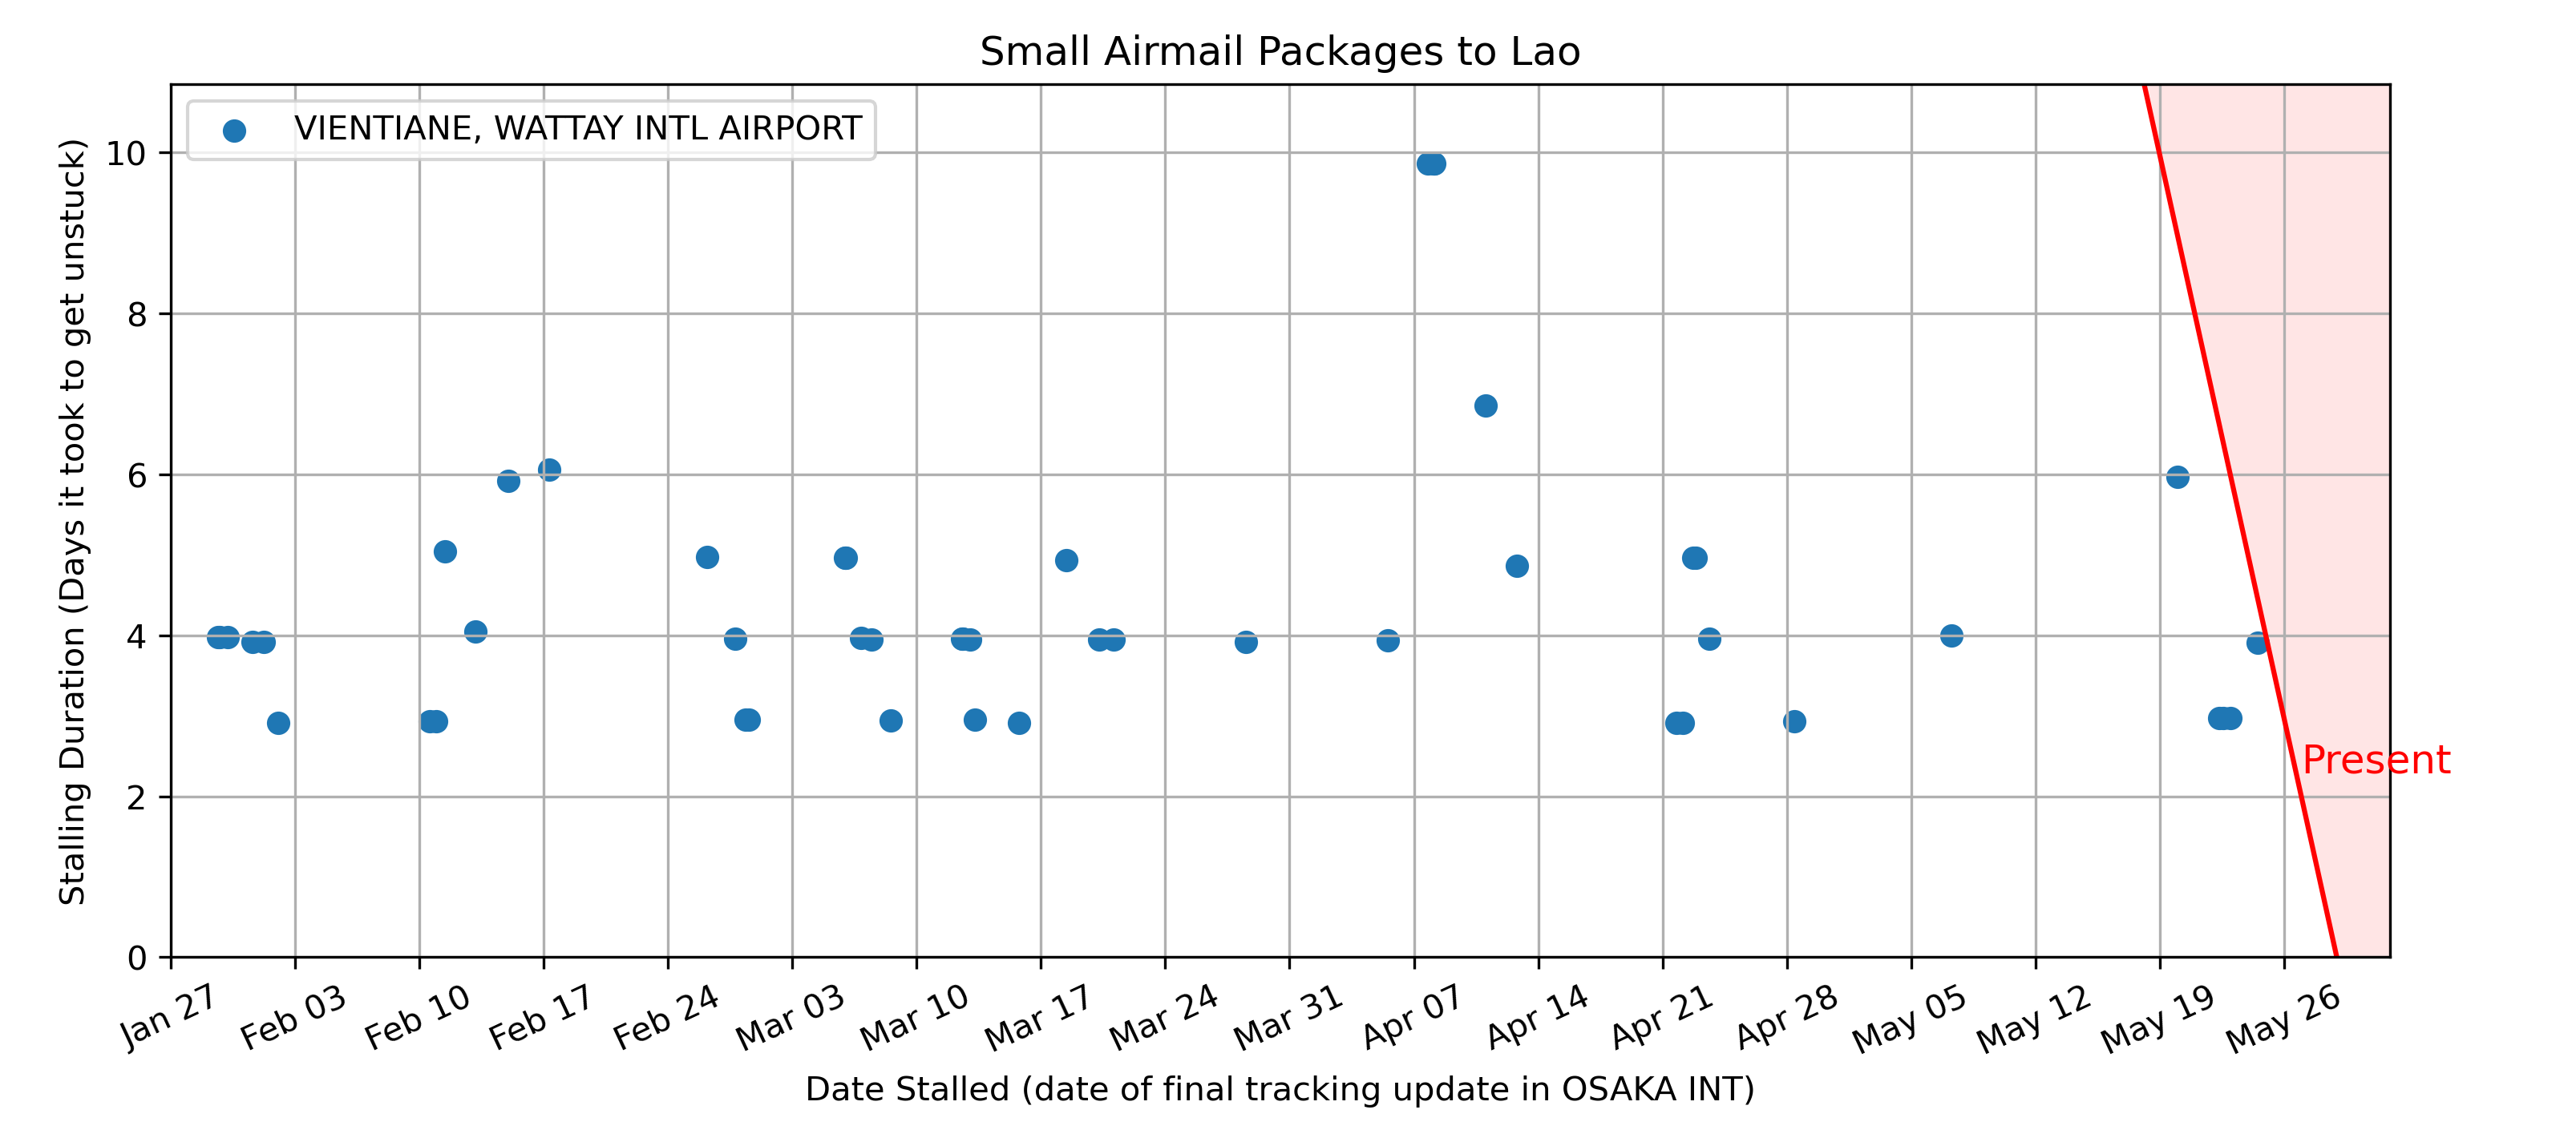 Small Airmail Packages to Lao
VIENTIANE, WATTAY INTL AIRPORT
Stalling Duration (Days it took to get unstuck)
10
8
6
4
2
0
Present
Jan 27
Feb 03
Feb 10
Feb 17
Feb 24
Mar 03
Mar 10
Mar 17
Mar 24
Mar 31
Apr 07
Apr 14
Apr 21
Apr 28
May 05
May 12
May 19
May 26
Date Stalled (date of final tracking update in OSAKA INT)